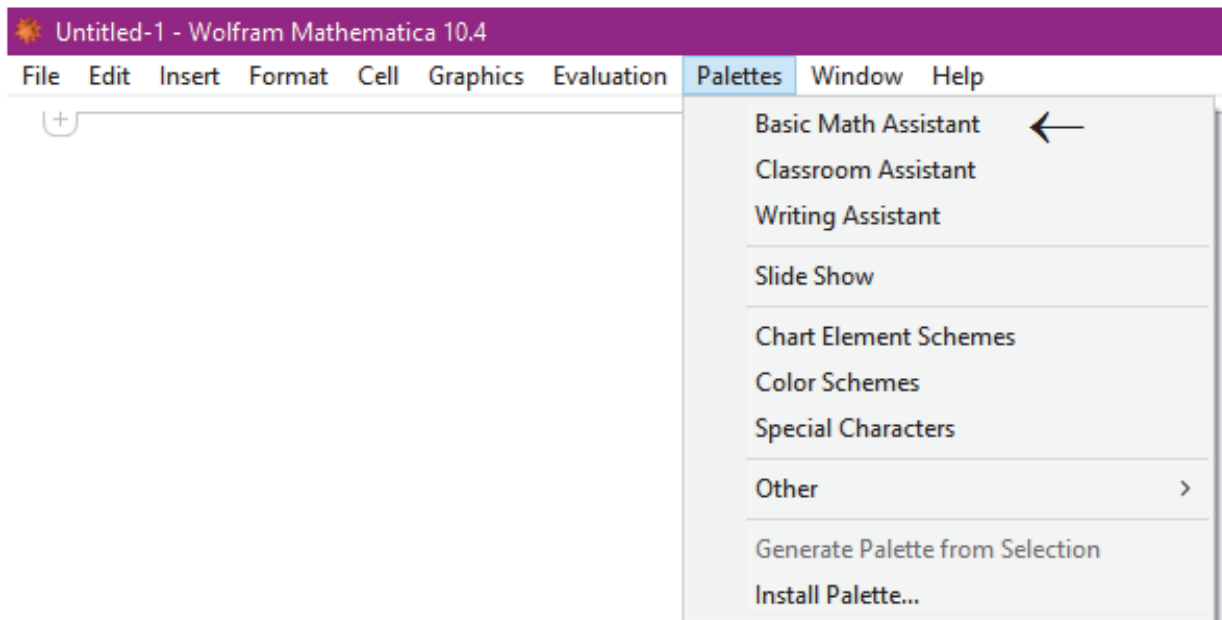 Untitled-1 - Wolfram Mathematica 10.4
File Edit Insert Format Cell Graphics Evaluation Palettes Window Help
Basic Math Assistant ←
Classroom Assistant
Writing Assistant
Slide Show
Chart Element Schemes
Color Schemes
Special Characters
Other >
Generate Palette from Selection
Install Palette...